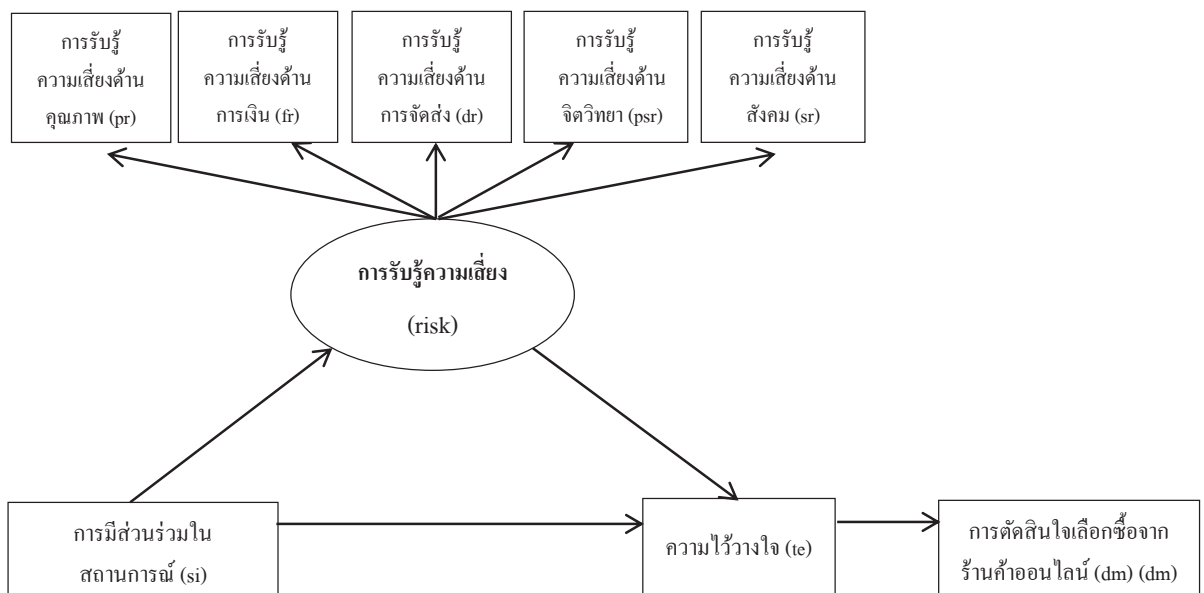 การรับรู้
ความเสี่ยงด้าน
คุณภาพ (pr)
การรับรู้
ความเสี่ยงด้าน
การเงิน (fr)
การรับรู้
ความเสี่ยงด้าน
การจัดส่ง (dr)
การรับรู้
ความเสี่ยงด้าน
จิตวิทยา (psr)
การรับรู้
ความเสี่ยงด้าน
สังคม (sr)
การรับรู้ความเสี่ยง
(risk)
การมีส่วนร่วมใน
สถานการณ์ (si)
ความไว้วางใจ (te)
การตัดสินใจเลือกซื้อจาก
ร้านค้าออนไลน์ (dm) (dm)